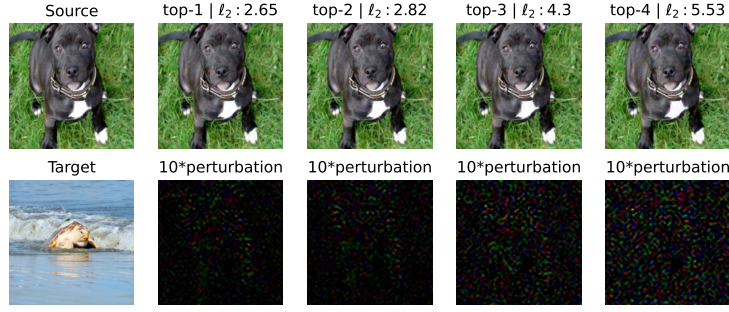 Source
top-1 | ℓ₂ : 2.65
top-2 | ℓ₂ : 2.82
top-3 | ℓ₂ : 4.3
top-4 | ℓ₂ : 5.53
Target
10*perturbation
10*perturbation
10*perturbation
10*perturbation